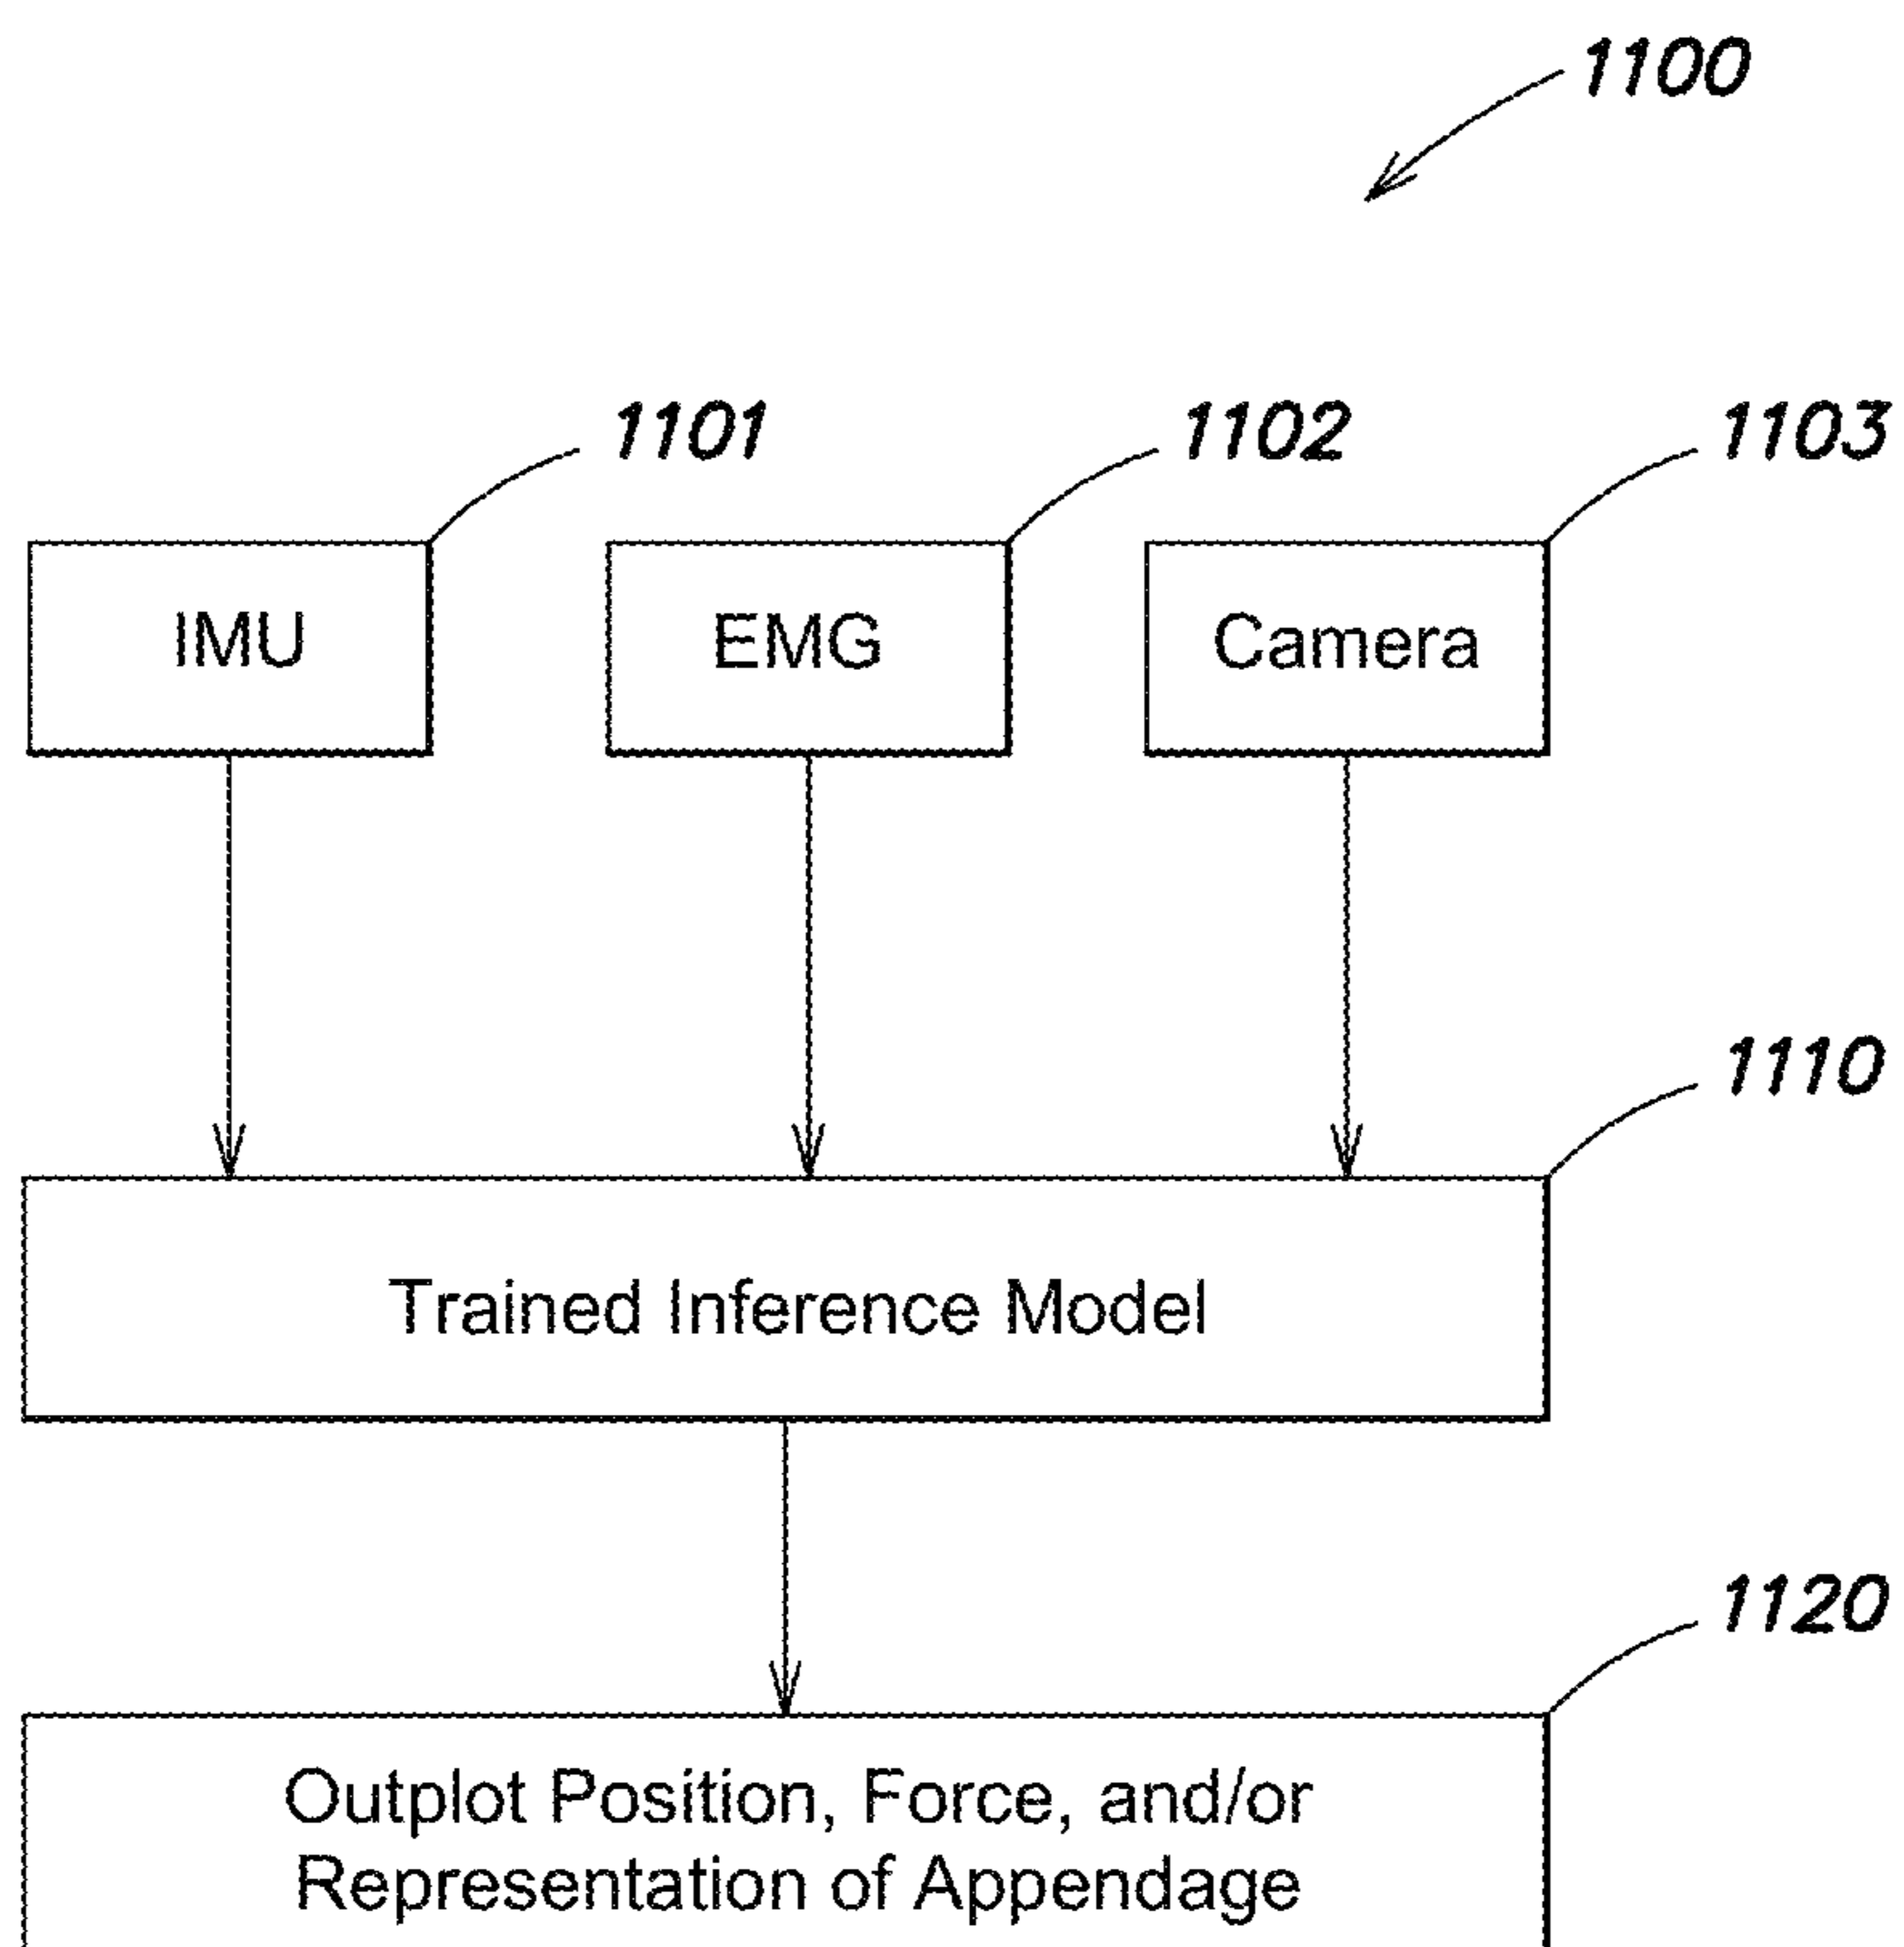 1100
1101
1102
1103
IMU
EMG
Camera
1110
Trained Inference Model
1120
Outplot Position, Force, and/or
Representation of Appendage